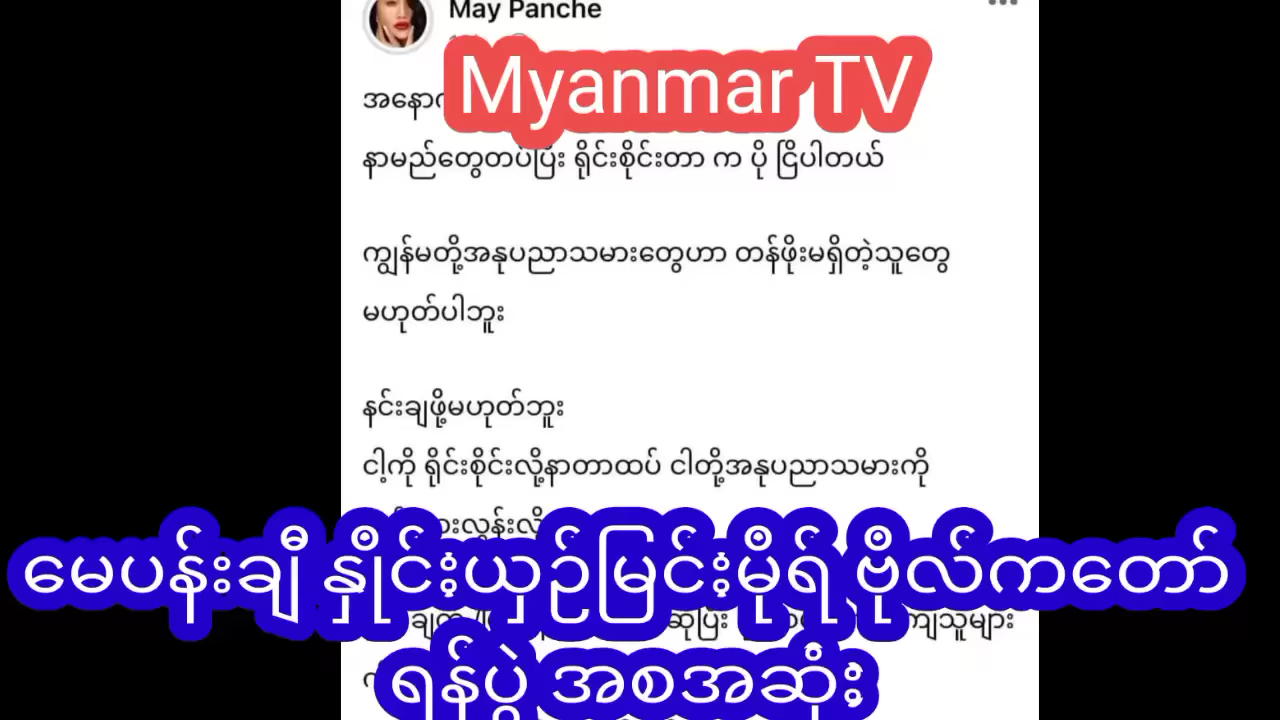 May Panche
Myanmar TV
နာမည်တွေတပ်ပြီး ရိုင်းစိုင်းတာ က ပို ငြိပါတယ်
ကျွန်မတို့အနုပညာသမားတွေဟာ တန်ဖိုးမရှိတဲ့သူတွေ
မဟုတ်ပါဘူး
နင်းချဖို့မဟုတ်ဘူး
ငါ့ကို ရိုင်းစိုင်းလို့နာတာထပ် ငါတို့အနုပညာသမားကို
မေပန်းချီ နှိုင်းယှဉ်မြင့်မိုရ် ဗိုလ်ကတော်
ရန်ပွဲ အစအဆုံး